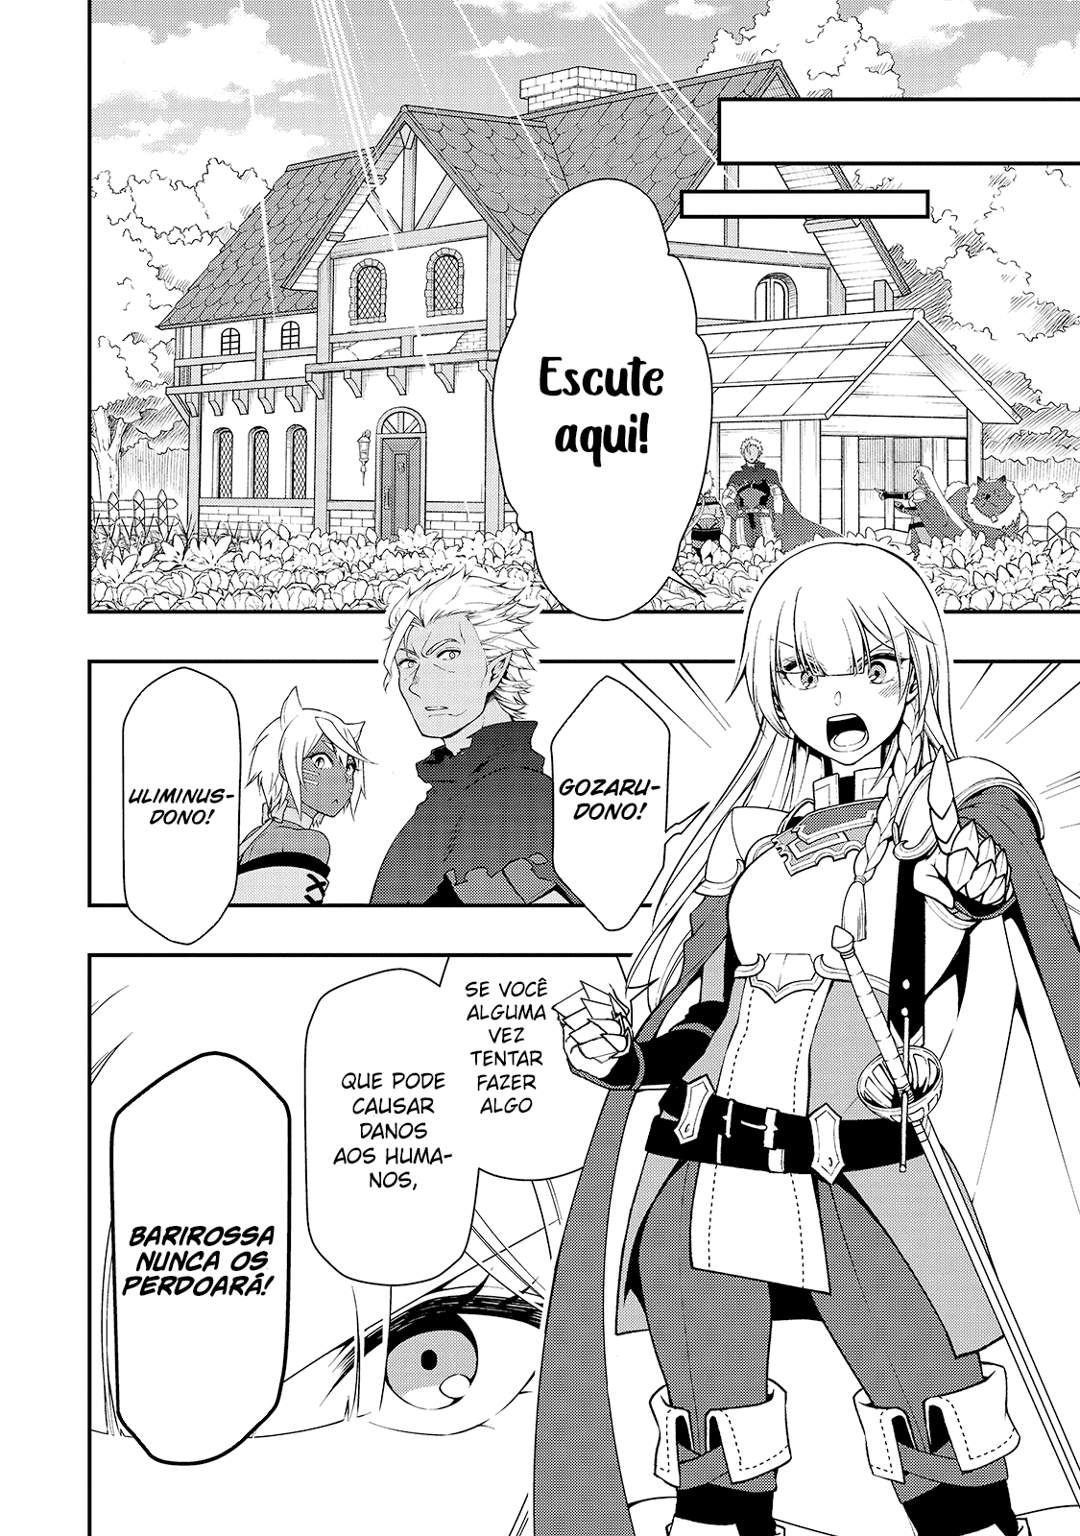 Escute
aqui!
GOZARU-
DONO!
ULIMINUS-
DONO!
SE VOCÊ
ALGUMA
VEZ
TENTAR
FAZER
ALGO
QUE PODE
CAUSAR
DANOS
AOS HUMA-
NOS,
BARIROSSA
NUNCA OS
PERDOARÁ!